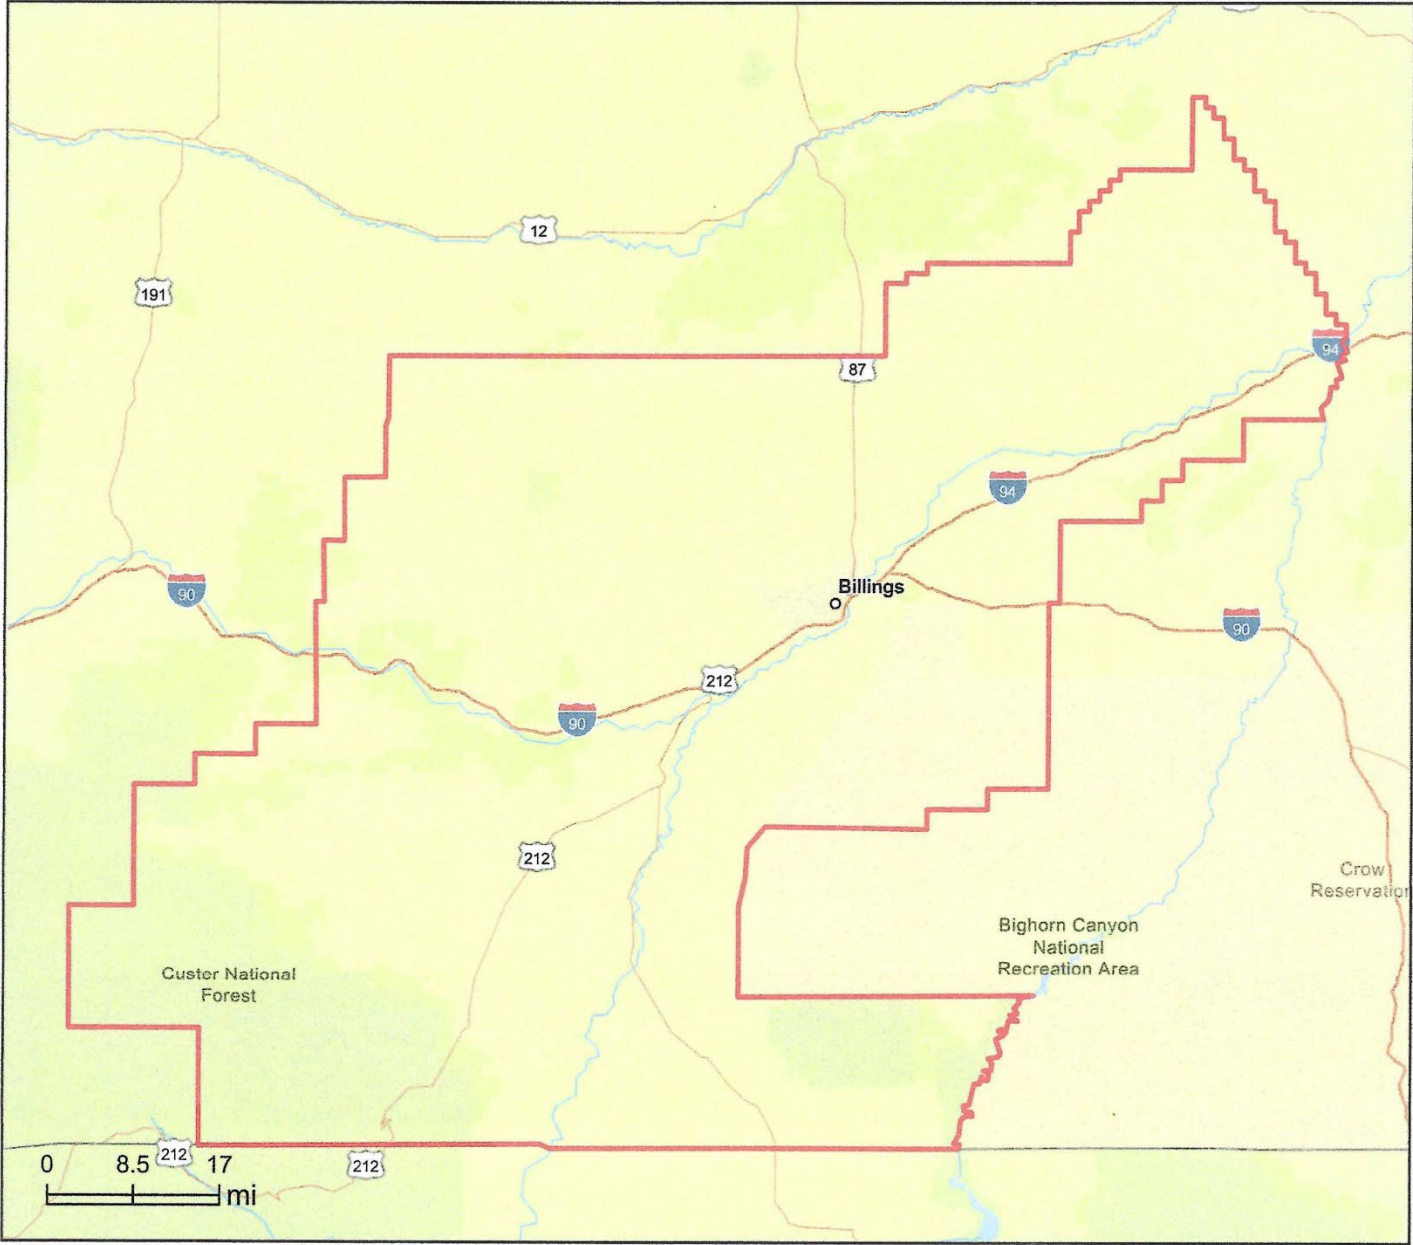 12
191
87
94
94
90
Billings
90
212
90
212
Crow
Reservation
Bighorn Canyon
National
Recreation Area
Custer National
Forest
212
212
0 8.5 17
mi